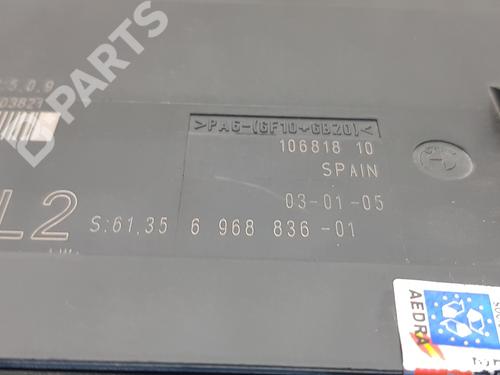 5.0.9
03821
>PA6-(GF10+GB20)<
106818 10
SPAIN
03-01-05
L2 S:61.35 6 968 836-01
AEDRA
B-Parts